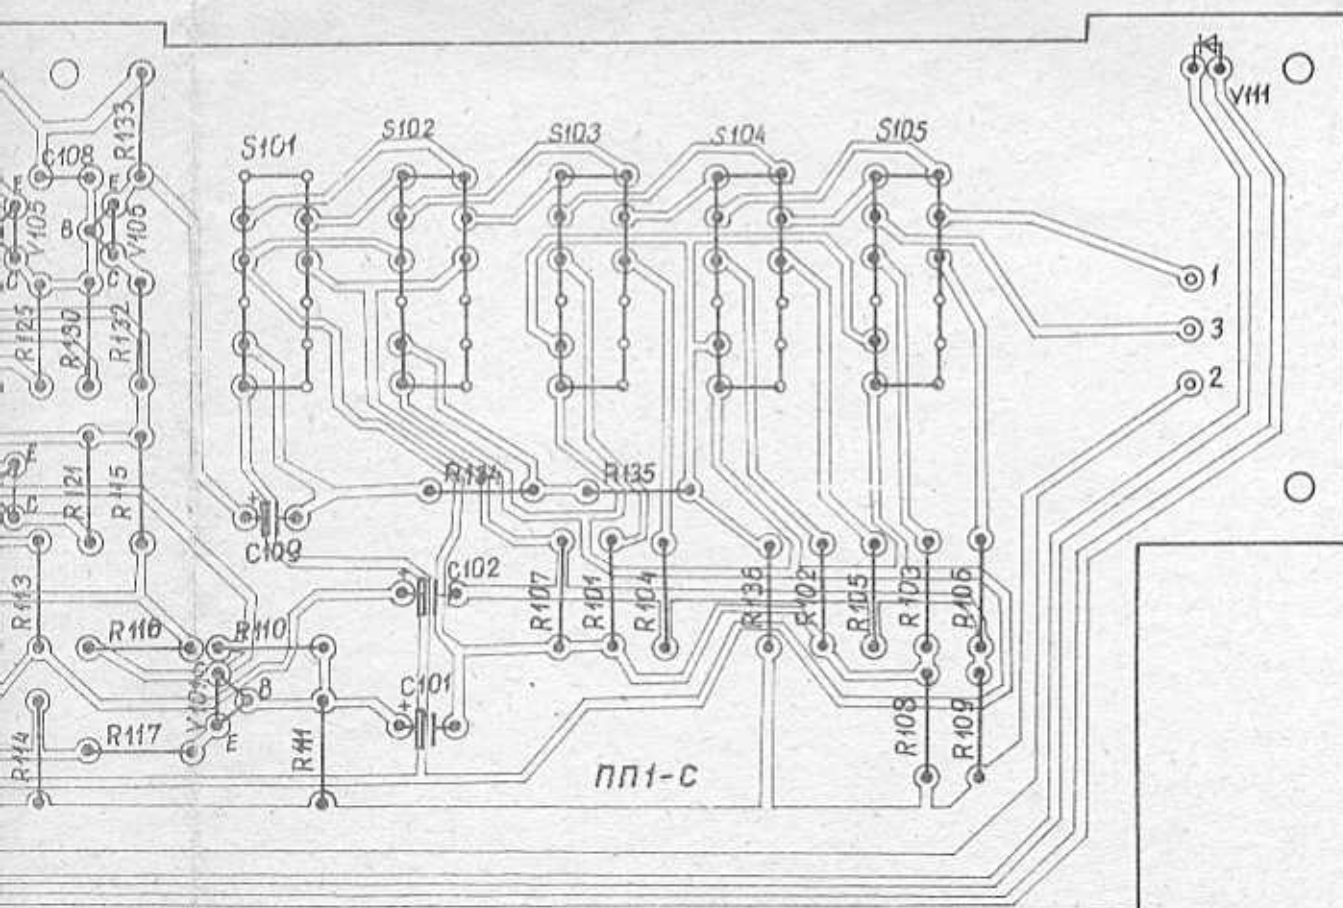 V111
R133
S101
S102
S103
S104
S105
C108
E
E
V105
B
V105
C
C
1
3
2
R125
R130
R132
E
C
R121
R115
R134
R135
+
C109
+
C102
R113
R107
R101
R104
R136
R102
R105
R103
R106
R116
R110
B
E
+
C101
R114
R117
R111
R108
R109
ПП1-С